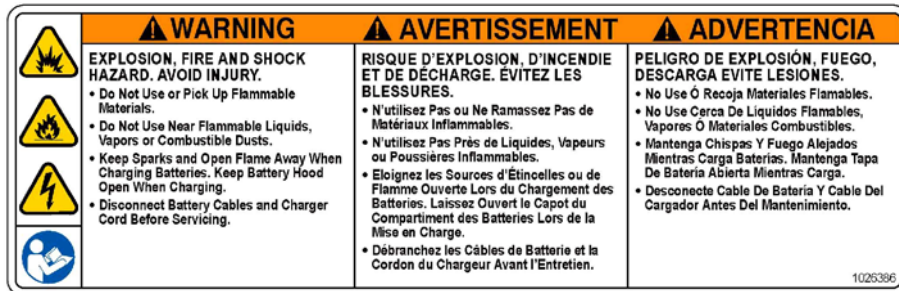 WARNING
EXPLOSION, FIRE AND SHOCK
HAZARD. AVOID INJURY.
• Do Not Use or Pick Up Flammable
Materials.
• Do Not Use Near Flammable Liquids,
Vapors or Combustible Dusts.
• Keep Sparks and Open Flame Away When
Charging Batteries. Keep Battery Hood
Open When Charging.
• Disconnect Battery Cables and Charger
Cord Before Servicing.
AVERTISSEMENT
RISQUE D'EXPLOSION, D'INCENDIE
ET DE DÉCHARGE. ÉVITEZ LES
BLESSURES.
• N'utilisez Pas ou Ne Ramassez Pas de
Matériaux Inflammables.
• N'utilisez Pas Près de Liquides, Vapeurs
ou Poussières Inflammables.
• Eloignez les Sources d'Étincelles ou de
Flamme Ouverte Lors du Chargement des
Batteries. Laissez Ouvert le Capot du
Compartiment des Batteries Lors de la
Mise en Charge.
• Débranchez les Câbles de Batterie et la
Cordon du Chargeur Avant l'Entretien.
ADVERTENCIA
PELIGRO DE EXPLOSIÓN, FUEGO,
DESCARGA EVITE LESIONES.
• No Use Ó Recoja Materiales Flamables.
• No Use Cerca De Liquidos Flamables,
Vapores Ó Materiales Combustibles.
• Mantenga Chispas Y Fuego Alejados
Mientras Carga Baterias. Mantenga Tapa
De Batería Abierta Mientras Carga.
• Desconecte Cable De Batería Y Cable Del
Cargador Antes Del Mantenimiento.
1026386